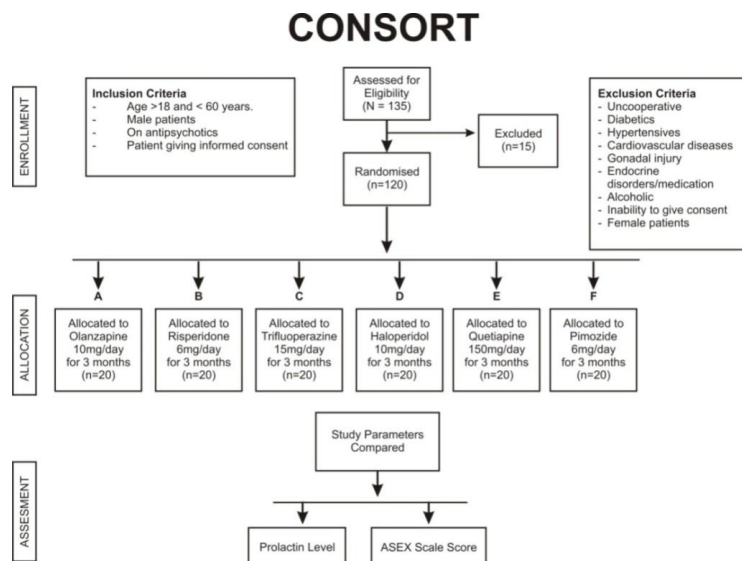 CONSORT
ENROLLMENT
Inclusion Criteria
- Age >18 and < 60 years.
- Male patients
- On antipsychotics
- Patient giving informed consent
Assessed for
Eligibility
(N = 135)
Excluded
(n=15)
Randomised
(n=120)
Exclusion Criteria
- Uncooperative
- Diabetics
- Hypertensives
- Cardiovascular diseases
- Gonadal injury
- Endocrine
disorders/medication
- Alcoholic
- Inability to give consent
- Female patients
ALLOCATION
A
Allocated to
Olanzapine
10mg/day
for 3 months
(n=20)
B
Allocated to
Risperidone
6mg/day
for 3 months
(n=20)
C
Allocated to
Trifluoperazine
15mg/day
for 3 months
(n=20)
D
Allocated to
Haloperidol
10mg/day
for 3 months
(n=20)
E
Allocated to
Quetiapine
150mg/day
for 3 months
(n=20)
F
Allocated to
Pimozide
6mg/day
for 3 months
(n=20)
ASSESMENT
Study Parameters
Compared
Prolactin Level
ASEX Scale Score